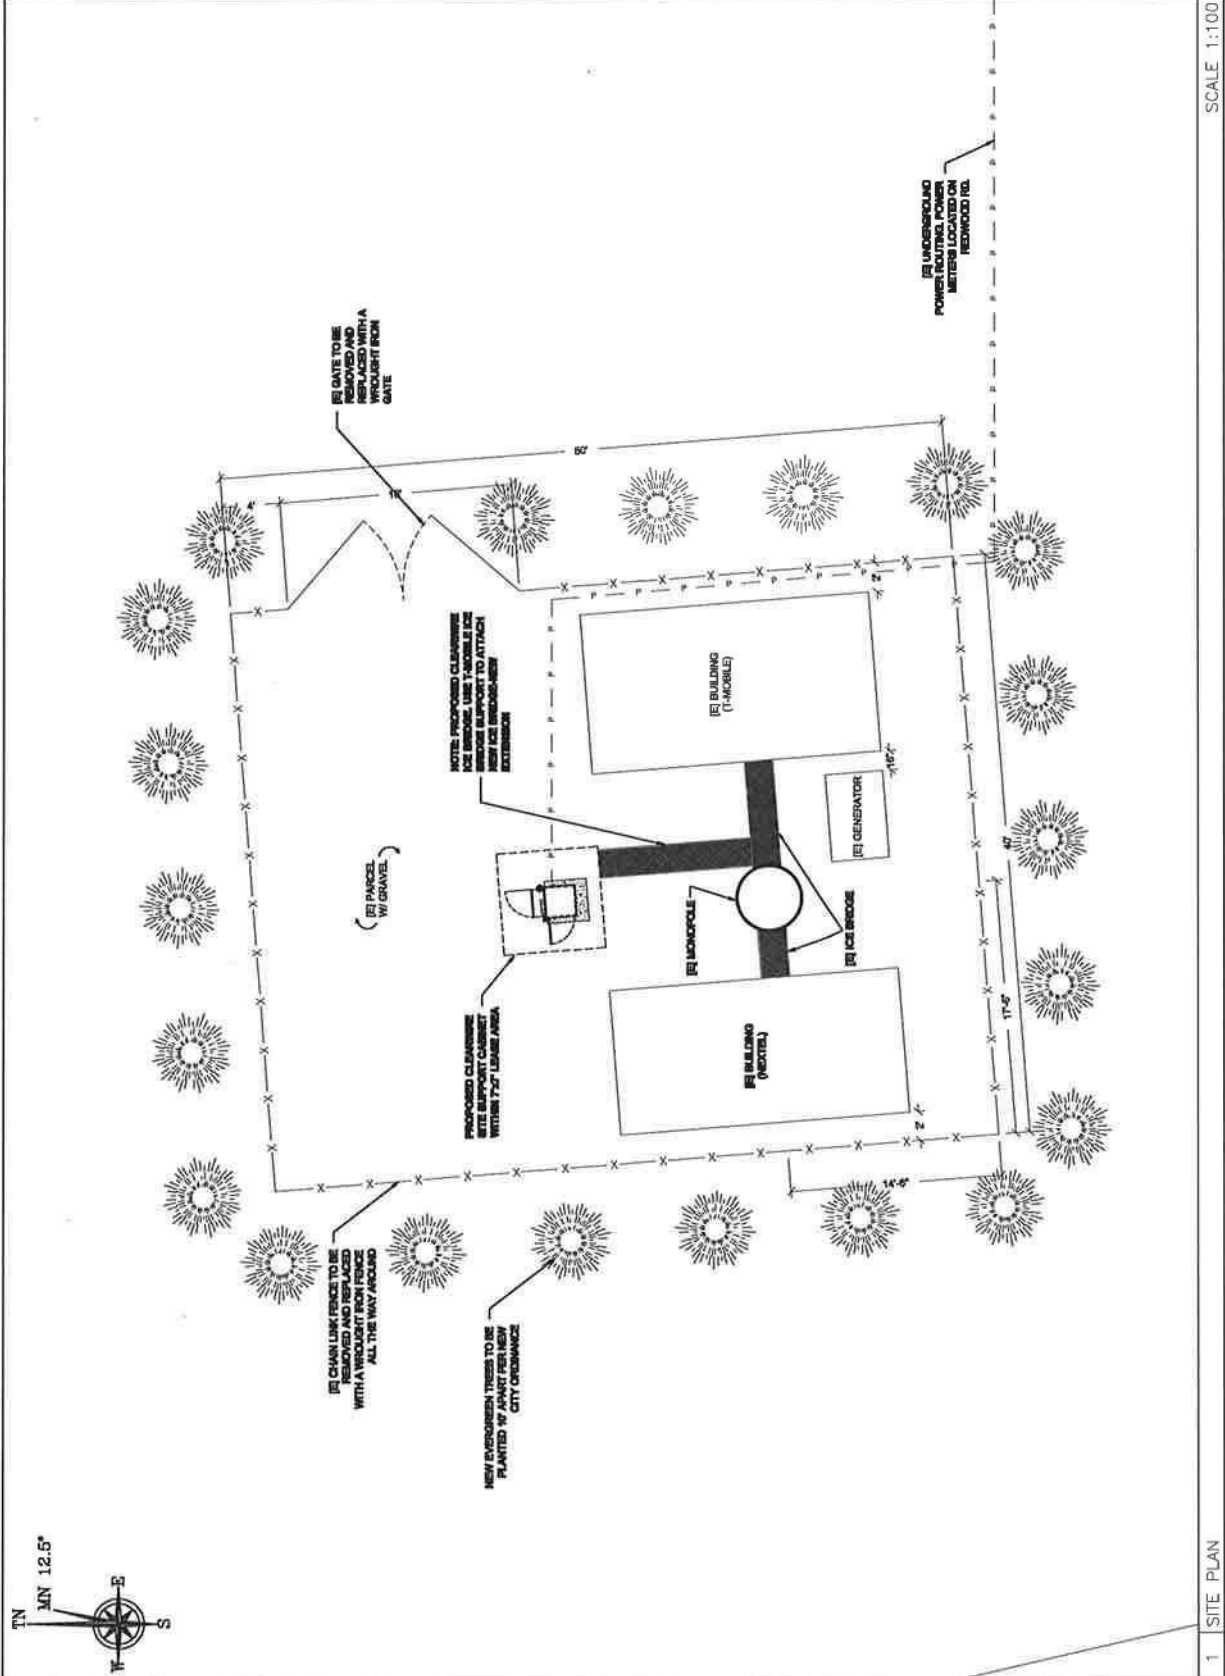 TN
MN 12.5°
W
E
S
[E] CHAIN LINK FENCE TO BE
REMOVED AND REPLACED
WITH A WROUGHT IRON FENCE
ALL THE WAY AROUND
NEW EVERGREEN TREES TO BE
PLANTED 10' APART PER NEW
CITY ORDINANCE
PROPOSED CLEARWIRE
SITE SUPPORT CABINET
WITHIN 7'x7' LEASE AREA
[E] PARCEL
W/ GRAVEL
NOTE: PROPOSED CLEARWIRE
ICE BRIDGE. USE T-MOBILE ICE
BRIDGE SUPPORT TO ATTACH
NEW ICE BRIDGE-NEW
EXTENSION
[E] GATE TO BE
REMOVED AND
REPLACED WITH A
WROUGHT IRON
GATE
4'
50'
[E] MONOPOLE
[E] BUILDING
(T-MOBILE)
[E] BUILDING
(NEXTEL)
[E] GENERATOR
[E] ICE BRIDGE
2'
2'
16"
14'-6"
17'-6"
40'
[E] UNDERGROUND
POWER ROUTING. POWER
METERS LOCATED ON
REDWOOD RD.
1
SITE PLAN
SCALE 1:100